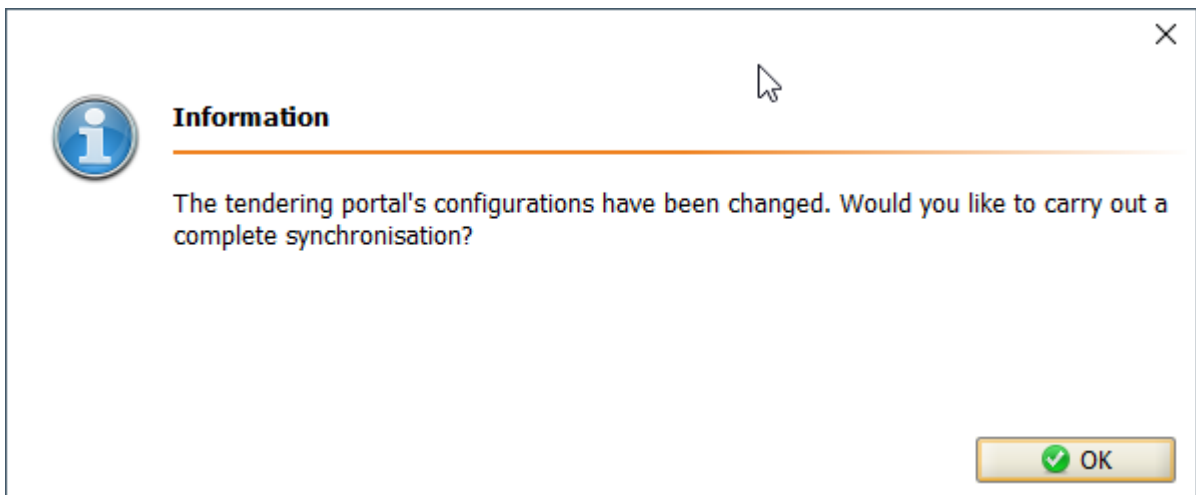 Information
The tendering portal's configurations have been changed. Would you like to carry out a
complete synchronisation?
OK